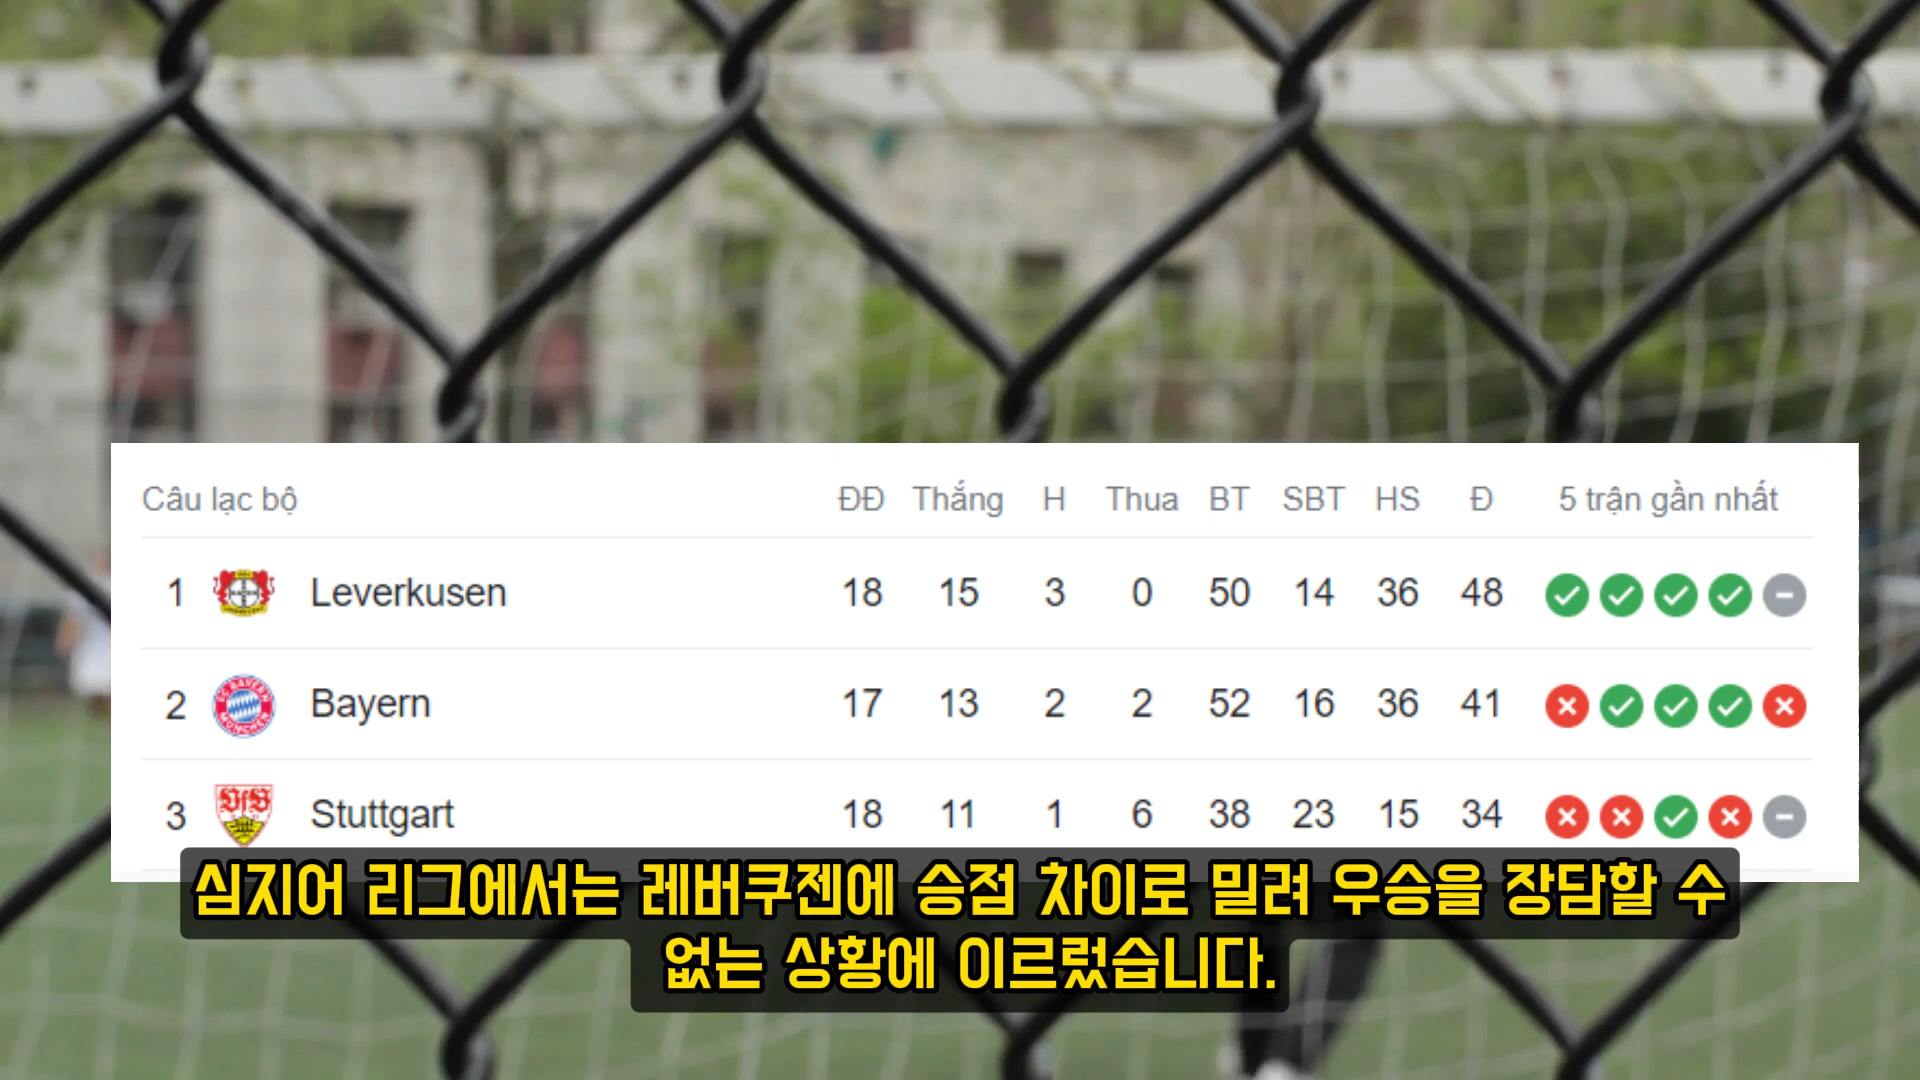 Câu lạc bộ ĐĐ Thắng H Thua BT SBT HS Đ 5 trận gần nhất
1 Leverkusen 18 15 3 0 50 14 36 48
2 Bayern 17 13 2 2 52 16 36 41
3 Stuttgart 18 11 1 6 38 23 15 34
심지어 리그에서는 레버쿠젠에 승점 차이로 밀려 우승을 장담할 수
없는 상황에 이르렀습니다.